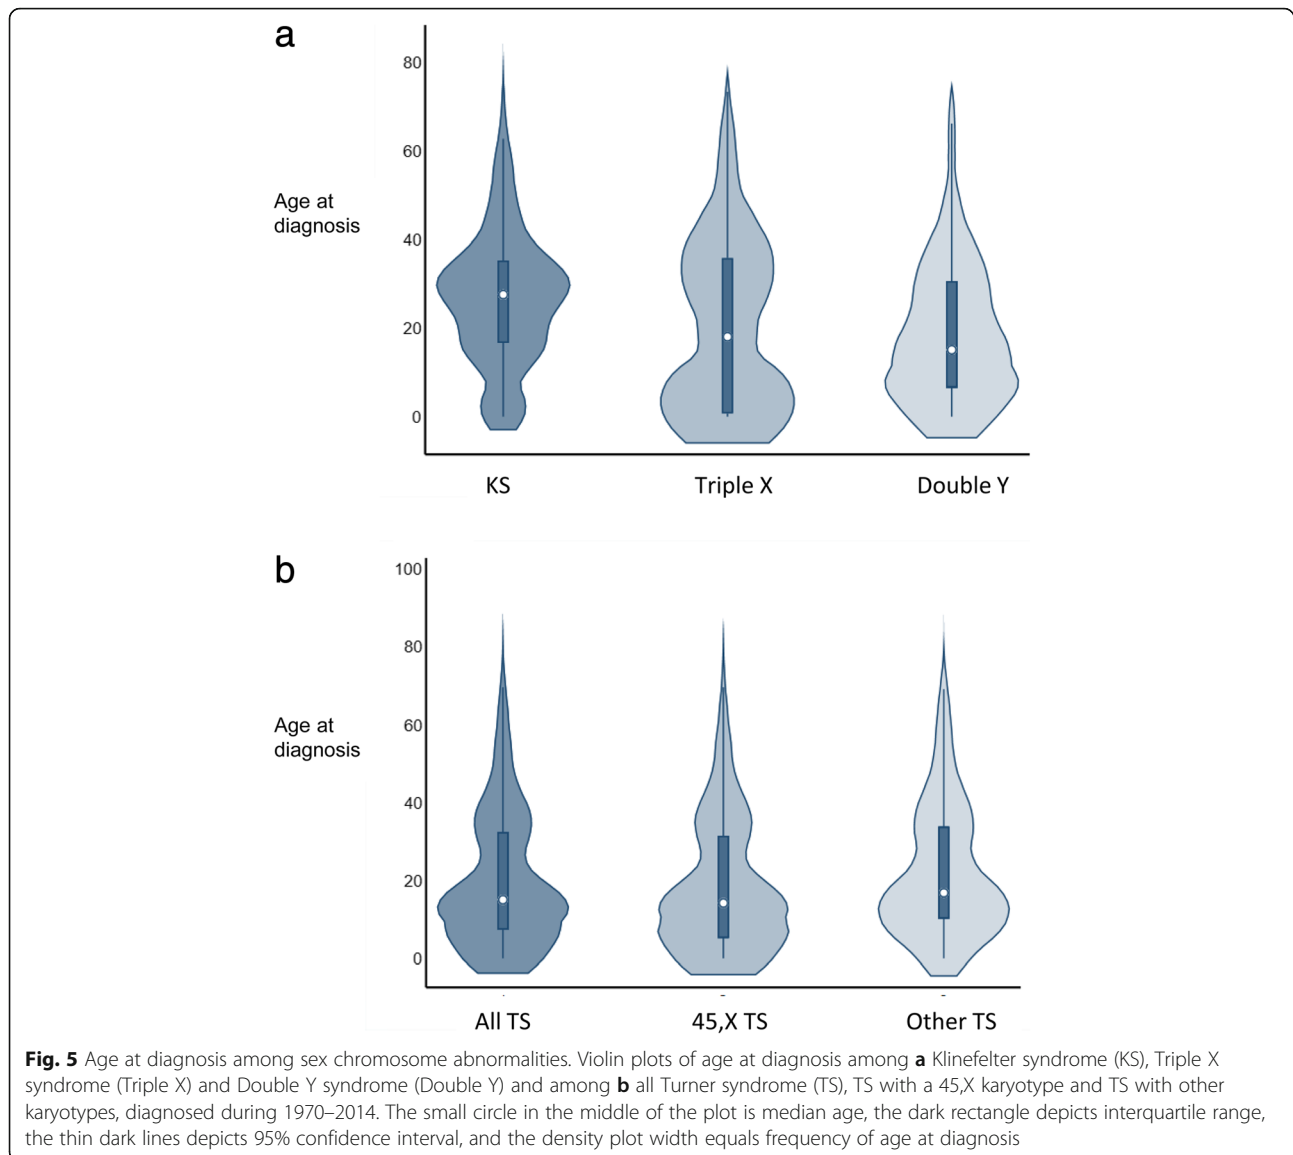 a
80
60
Age at
diagnosis
40
20
0
KS Triple X Double Y
b
100
80
Age at
diagnosis
60
40
20
0
All TS 45,X TS Other TS
Fig. 5 Age at diagnosis among sex chromosome abnormalities. Violin plots of age at diagnosis among a Klinefelter syndrome (KS), Triple X
syndrome (Triple X) and Double Y syndrome (Double Y) and among b all Turner syndrome (TS), TS with a 45,X karyotype and TS with other
karyotypes, diagnosed during 1970–2014. The small circle in the middle of the plot is median age, the dark rectangle depicts interquartile range,
the thin dark lines depicts 95% confidence interval, and the density plot width equals frequency of age at diagnosis